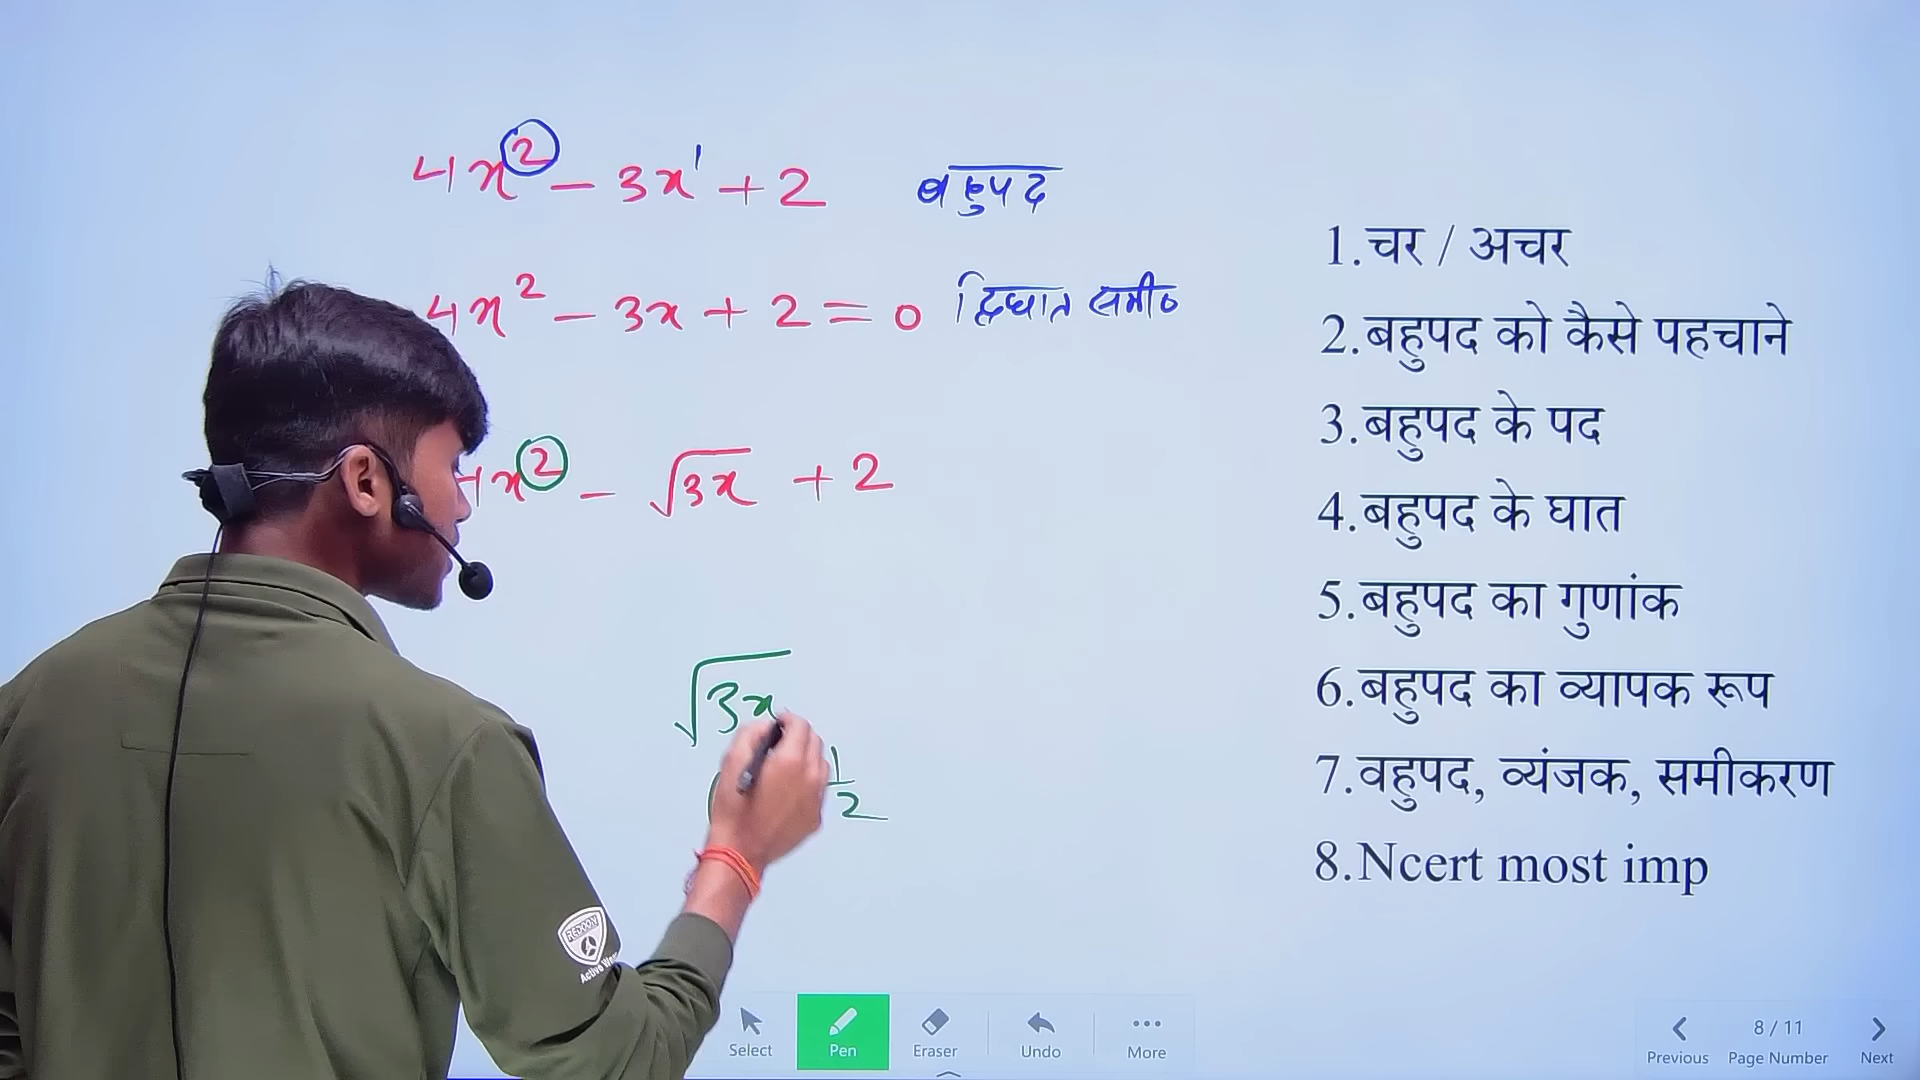 4x² - 3x¹ + 2 बहुपद
4x² - 3x + 2 = 0 द्विघात समी०
4x² - √3x + 2
√3x
( 1/2
1.चर / अचर
2.बहुपद को कैसे पहचाने
3.बहुपद के पद
4.बहुपद के घात
5.बहुपद का गुणांक
6.बहुपद का व्यापक रूप
7.वहुपद, व्यंजक, समीकरण
8.Ncert most imp
REDOON
Active
Select Pen Eraser Undo More
8 / 11
Previous Page Number Next